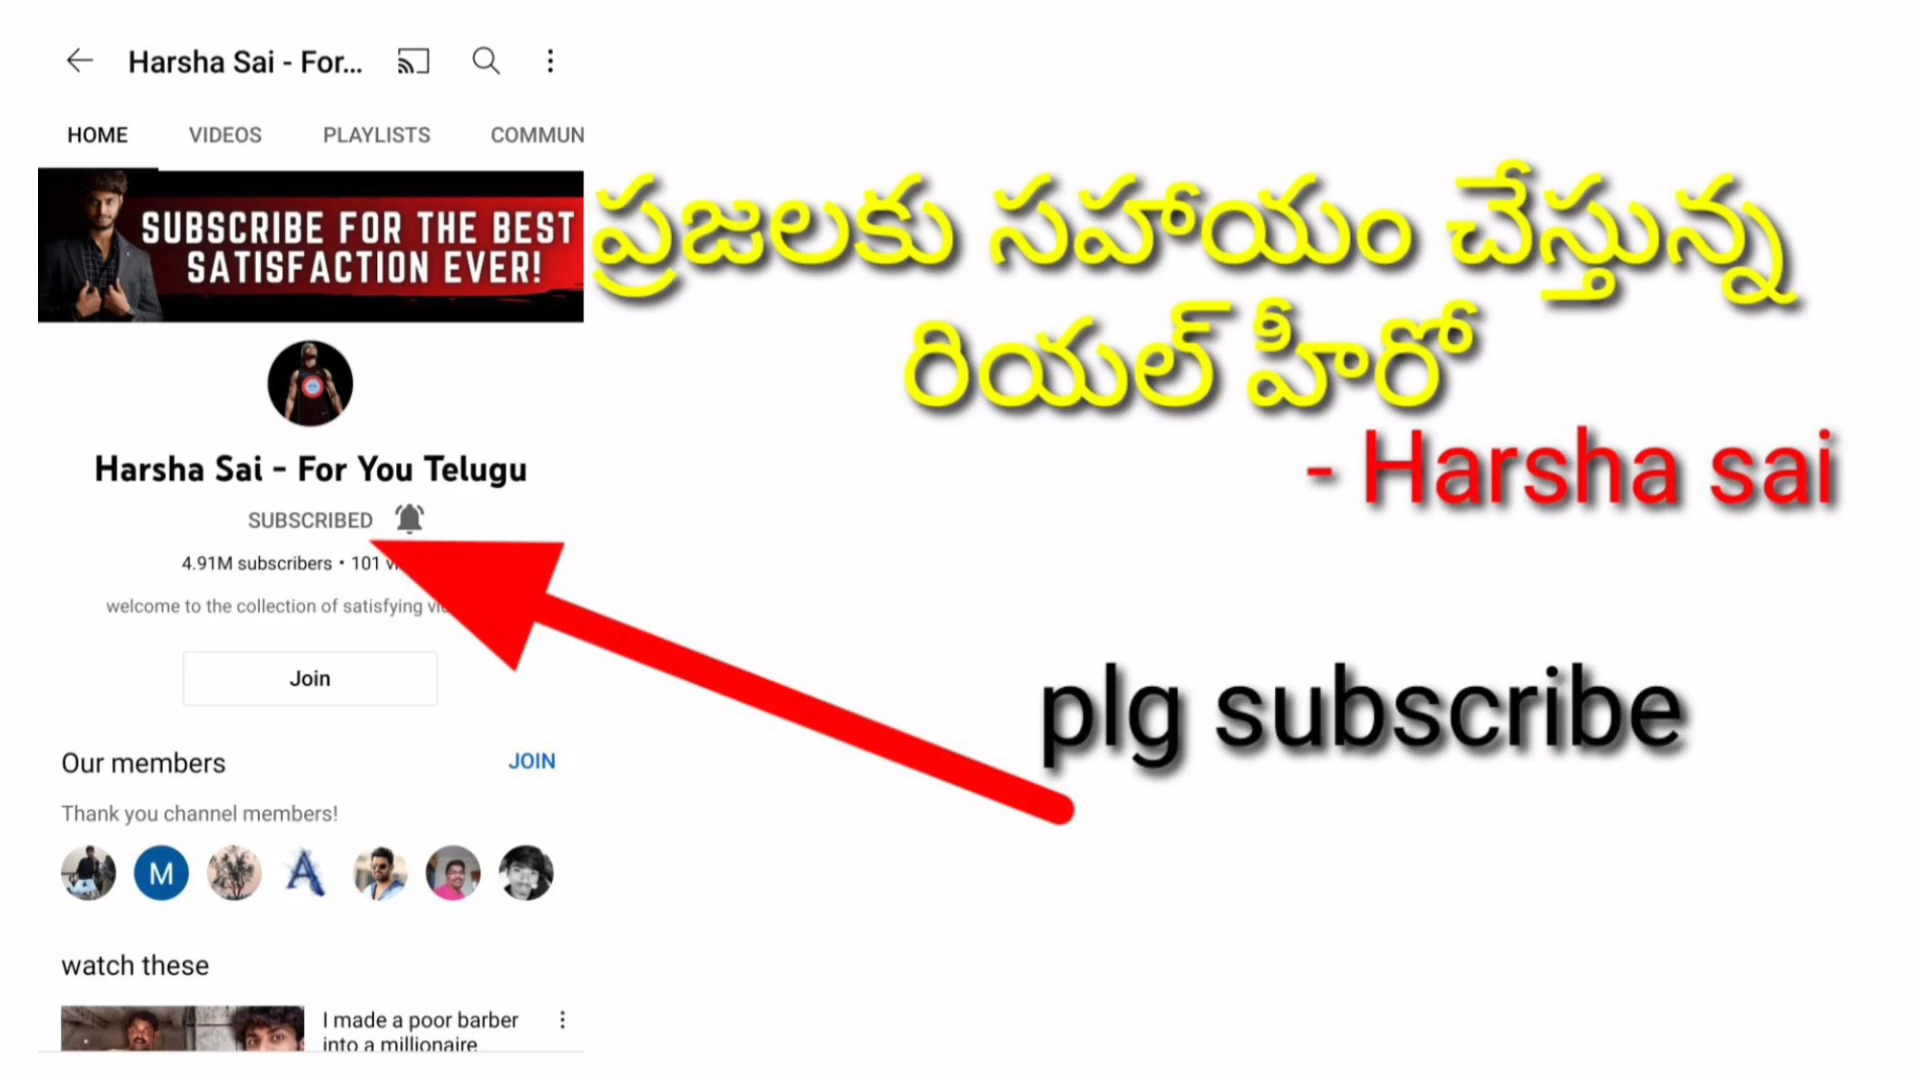 Harsha Sai - For...
HOME VIDEOS PLAYLISTS COMMUN
SUBSCRIBE FOR THE BEST
SATISFACTION EVER!
Harsha Sai - For You Telugu
SUBSCRIBED
4.91M subscribers • 101
welcome to the collection of satisfying
Join
Our members JOIN
Thank you channel members!
M
A
watch these
I made a poor barber
into a millionaire
ప్రజలకు సహాయం చేస్తున్న
రియల్ హీరో
- Harsha sai
plg subscribe